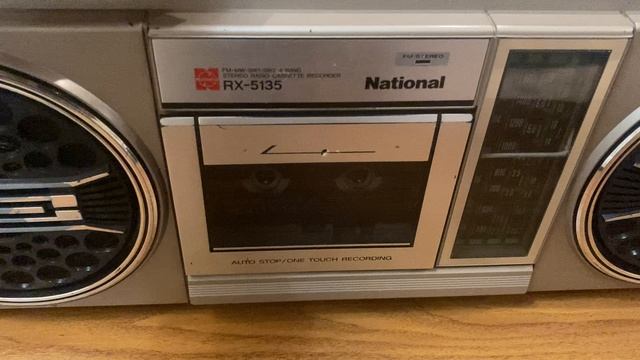 FM STEREO
FM-MW-SW1-SW2 4-BAND
STEREO RADIO CASSETTE RECORDER
RX-5135
National
AUTO STOP/ONE TOUCH RECORDING